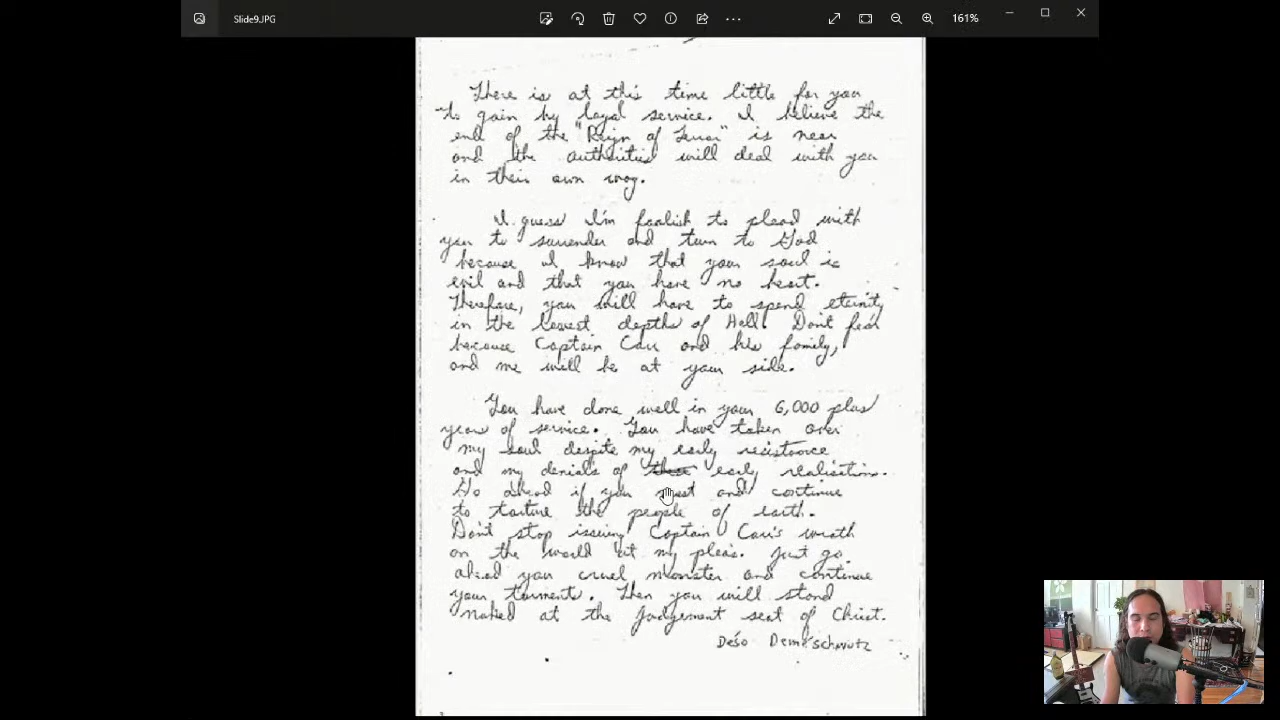 Slide9.JPG
161%
There is at this time little for you
to gain by loyal service. I believe the
end of the "Reign of Terror" is near
and the authorities will deal with you
in their own way.
I guess I'm foolish to plead with
you to surrender and turn to God
because I know that your soul is
evil and that you have no heart.
Therefore, you will have to spend eternity
in the lowest depths of Hell. Don't fear
because Captain Carr and his family,
and me will be at your side.
You have done well in your 6,000 plus
years of service. You have taken over
my soul despite my early resistance
and my denials of these early realisation.
Go ahead if you must and continue
to torture the people of earth.
Don't stop issueing Captain Carr's wrath
on the world at my pleas. Just go
ahead you cruel monster and continue
your torments. Then you will stand
naked at the judgement seat of Christ.